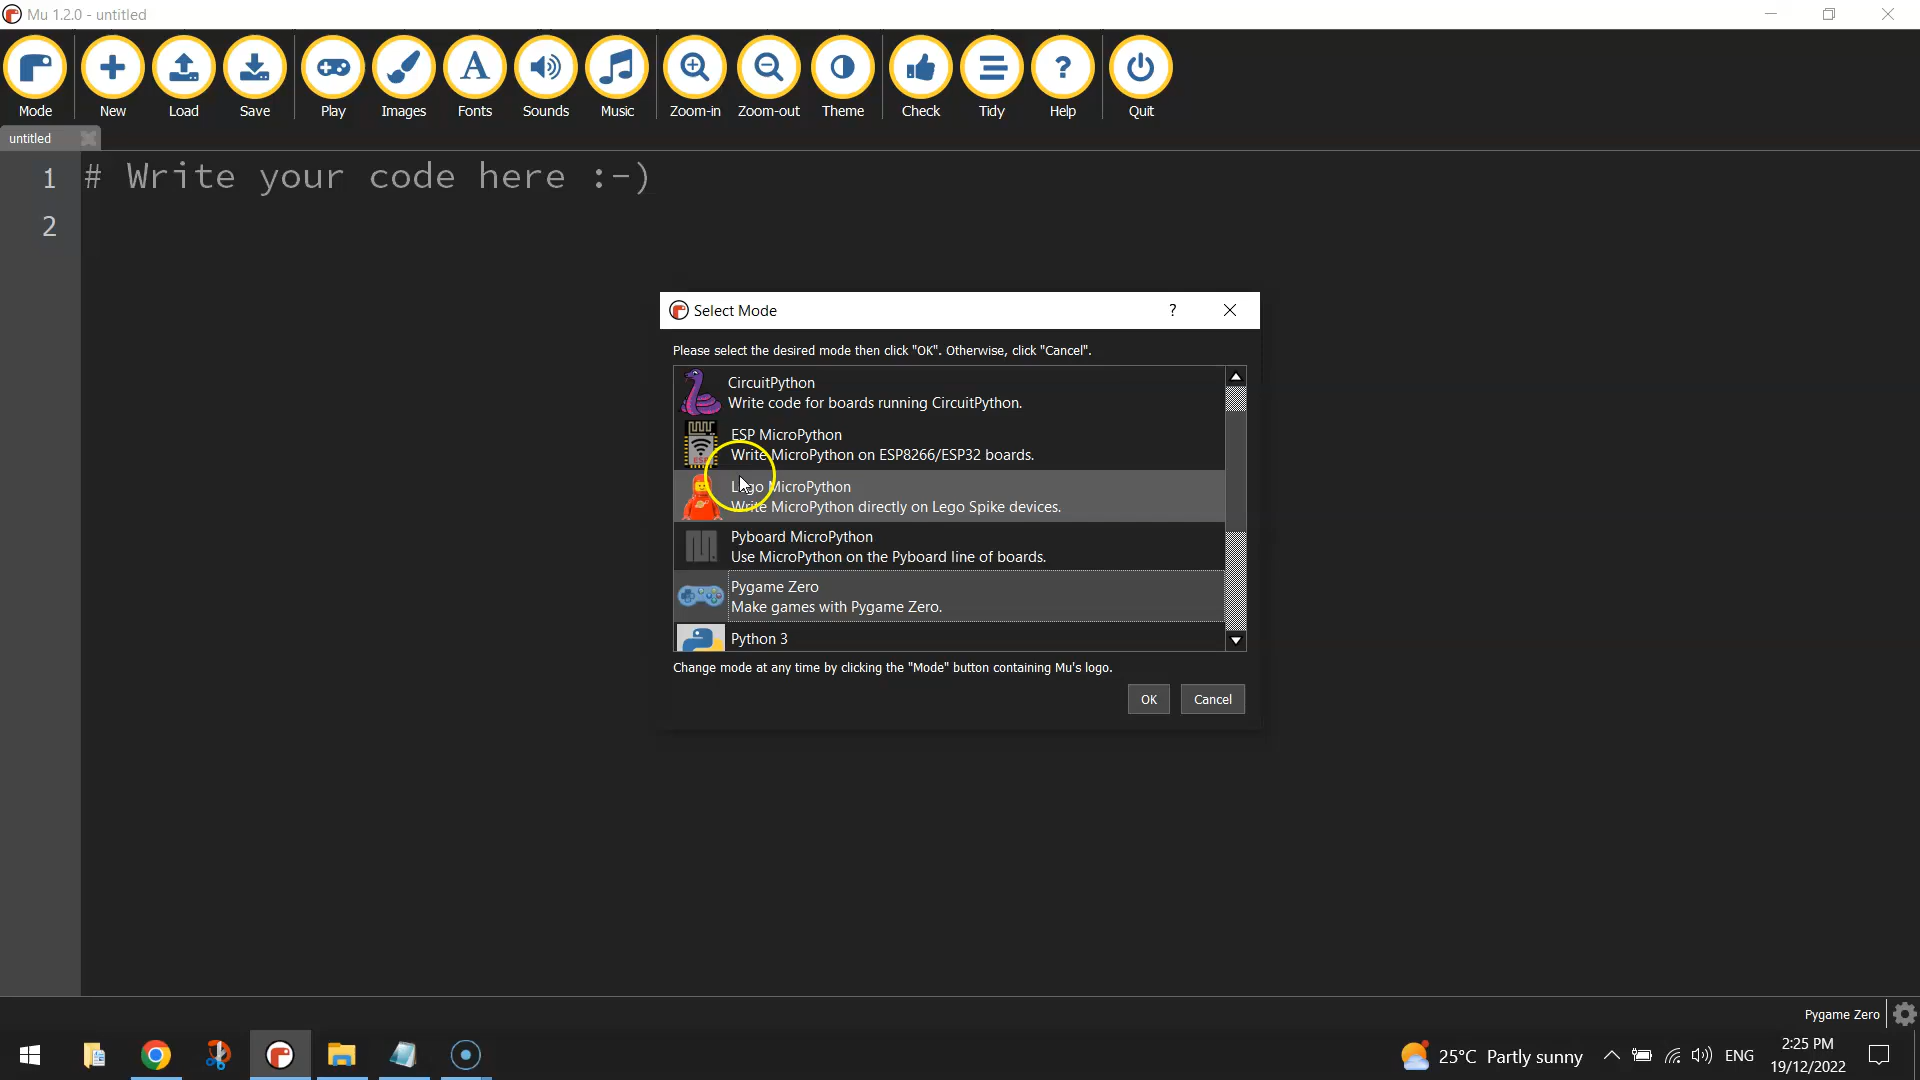 Mu 1.2.0 - untitled
Mode
New
Load
Save
Play
Images
Fonts
Sounds
Music
Zoom-in
Zoom-out
Theme
Check
Tidy
Help
Quit
untitled
1 # Write your code here :-)
2
Select Mode
Please select the desired mode then click "OK". Otherwise, click "Cancel".
CircuitPython
Write code for boards running CircuitPython.
ESP MicroPython
Write MicroPython on ESP8266/ESP32 boards.
Lego MicroPython
Write MicroPython directly on Lego Spike devices.
Pyboard MicroPython
Use MicroPython on the Pyboard line of boards.
Pygame Zero
Make games with Pygame Zero.
Python 3
Change mode at any time by clicking the "Mode" button containing Mu's logo.
OK
Cancel
Pygame Zero
25°C Partly sunny
ENG
2:25 PM
19/12/2022